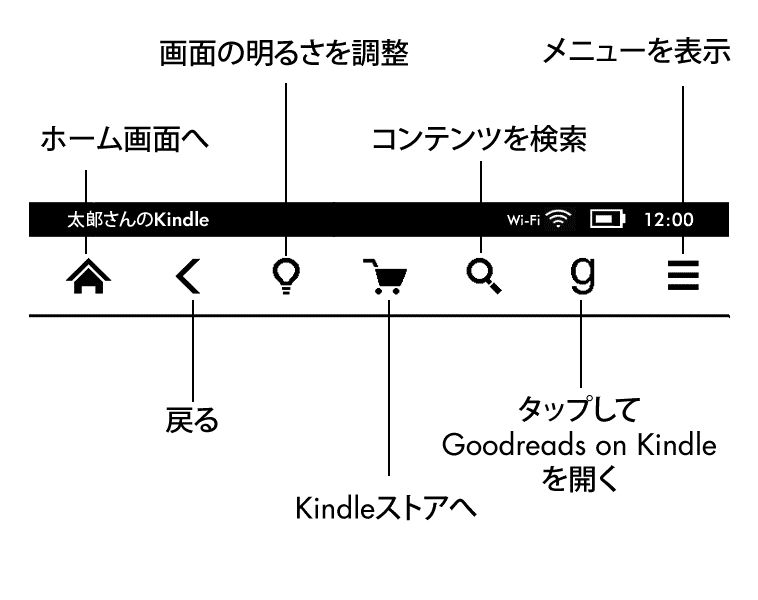 画面の明るさを調整
メニューを表示
ホーム画面へ
コンテンツを検索
太郎さんのKindle
Wi-Fi
12:00
g
戻る
タップして
Goodreads on Kindle
を開く
Kindleストアへ